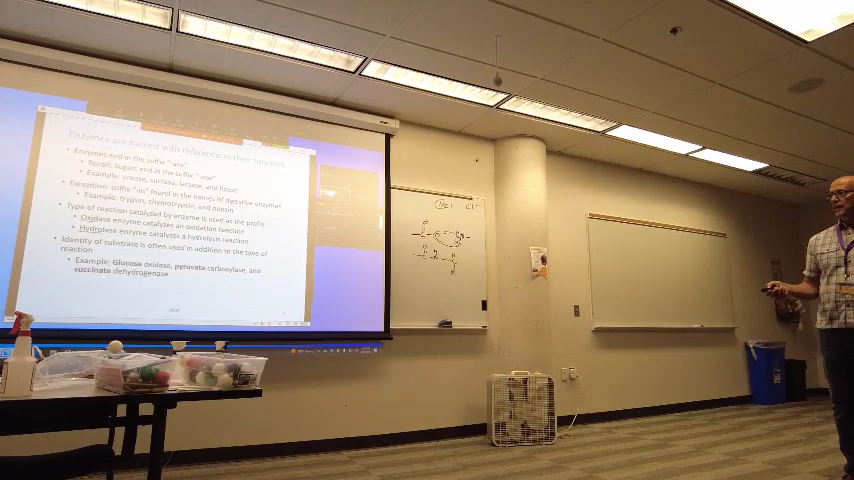 Enzymes are named with reference to their function
• Enzymes end in the suffix "-ase"
• Recall: Sugars end in the suffix "-ose"
• Example: urease, sucrase, lactase, and lipase
• Exception: suffix "-in" found in the names of digestive enzymes
• Example: trypsin, chymotrypsin, and pepsin
• Type of reaction catalyzed by enzyme is used as the prefix
• Oxidase enzyme catalyzes an oxidation reaction
• Hydrolase enzyme catalyzes a hydrolysis reaction
• Identity of substrate is often used in addition to the type of
reaction
• Example: Glucose oxidase, pyruvate carboxylase, and
succinate dehydrogenase